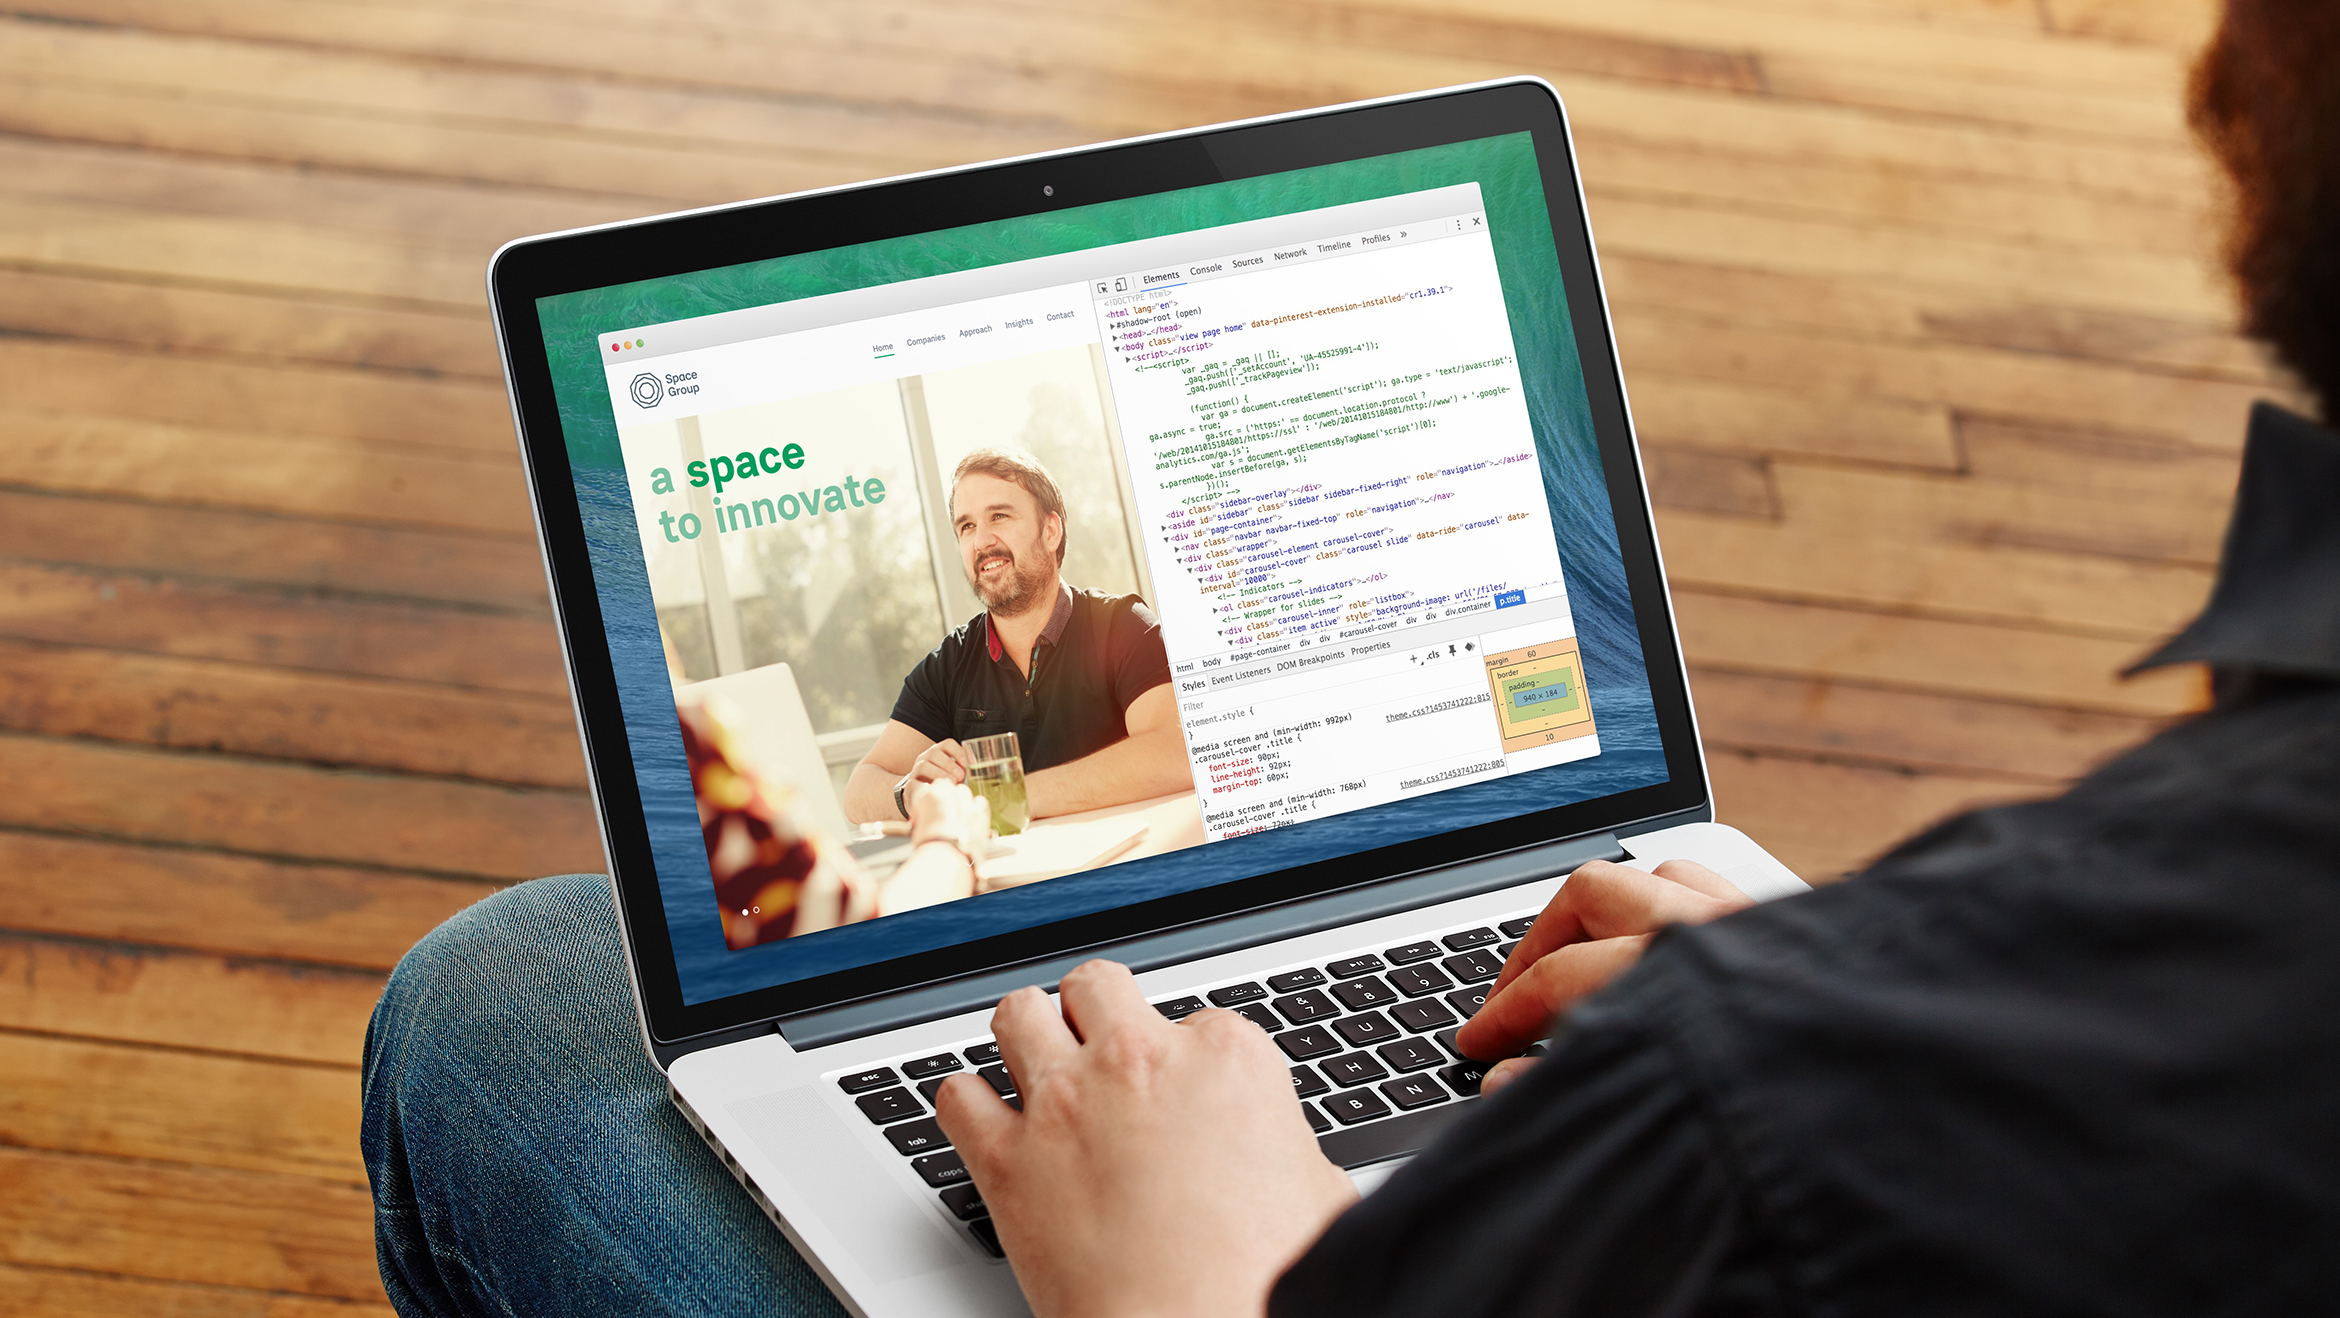 Home
Companies
Approach
Insights
Contact
Space
Group
a space
to innovate
Elements Console Sources Network Timeline Profiles »
<!DOCTYPE html>
<html lang="en">
▶#shadow-root (open)
▶<head>…</head>
▼<body class="view page home" data-pinterest-extension-installed="cr1.39.1">
▶<script>…</script>
<!--<script>
var _gaq = _gaq || [];
_gaq.push(['_setAccount', 'UA-45525991-4']);
_gaq.push(['_trackPageview']);
(function() {
var ga = document.createElement('script'); ga.type = 'text/javascript';
ga.async = true;
ga.src = ('https:' == document.location.protocol ?
'/web/20141015184801/https://ssl' : '/web/20141015184801/http://www') + '.google-
analytics.com/ga.js';
var s = document.getElementsByTagName('script')[0];
s.parentNode.insertBefore(ga, s);
})();
</script> -->
<div class="sidebar-overlay"></div>
▶<aside id="sidebar" class="sidebar sidebar-fixed-right" role="navigation">…</aside>
▼<div id="page-container">
▶<nav class="navbar navbar-fixed-top" role="navigation">…</nav>
▼<div class="wrapper">
▼<div class="carousel-element carousel-cover">
▼<div id="carousel-cover" class="carousel slide" data-ride="carousel" data-
interval="10000">
<!-- Indicators -->
▶<ol class="carousel-indicators">…</ol>
<!-- Wrapper for slides -->
▼<div class="carousel-inner" role="listbox">
▼<div class="item active" style="background-image: url('/files/
html body #page-container div div #carousel-cover div div div.container p.title
Styles Event Listeners DOM Breakpoints Properties
Filter
+ .cls
element.style {
}
@media screen and (min-width: 992px)
theme.css?1453741222:815
.carousel-cover .title {
font-size: 90px;
line-height: 92px;
margin-top: 60px;
}
@media screen and (min-width: 768px)
theme.css?1453741222:805
.carousel-cover .title {
font-size: 72px;
margin 60
border -
padding -
940 × 184
10
esc
F1
F5
F6
F7
F8
F9
F10
~
&
7
*
8
(
9
)
0
tab
Y
U
I
O
caps
G
H
J
B
N
M